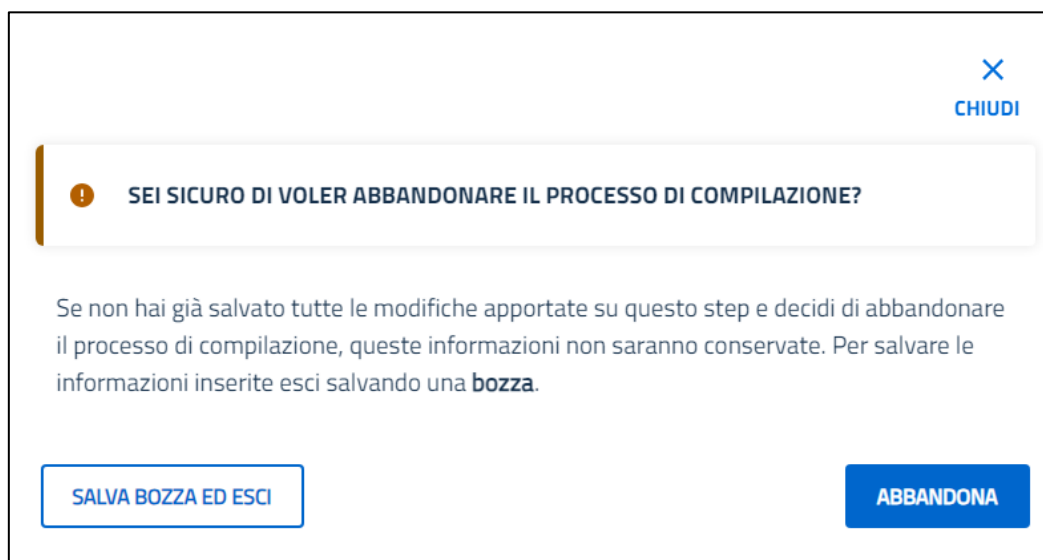 CHIUDI
SEI SICURO DI VOLER ABBANDONARE IL PROCESSO DI COMPILAZIONE?
Se non hai già salvato tutte le modifiche apportate su questo step e decidi di abbandonare
il processo di compilazione, queste informazioni non saranno conservate. Per salvare le
informazioni inserite esci salvando una bozza.
SALVA BOZZA ED ESCI
ABBANDONA